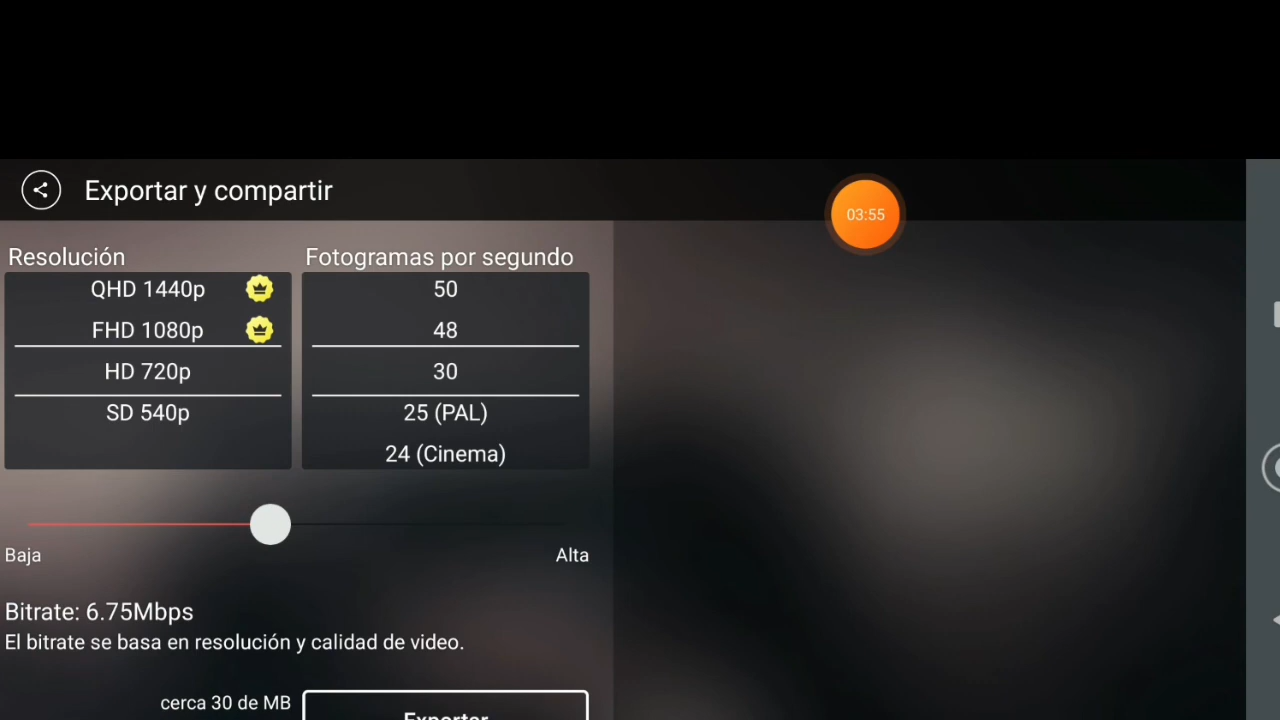 Exportar y compartir
03:55
Resolución
QHD 1440p
FHD 1080p
HD 720p
SD 540p
Fotogramas por segundo
50
48
30
25 (PAL)
24 (Cinema)
Baja
Alta
Bitrate: 6.75Mbps
El bitrate se basa en resolución y calidad de video.
cerca 30 de MB
Exportar